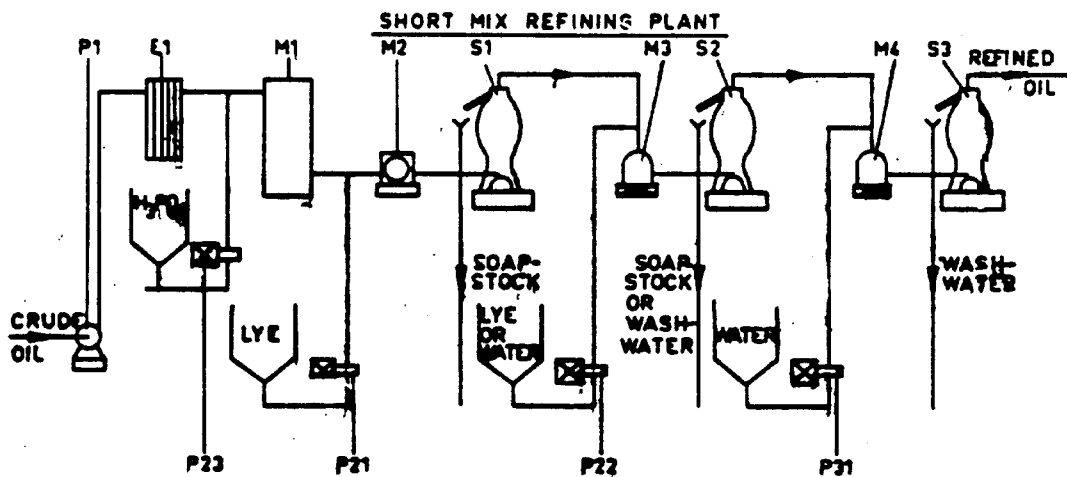 SHORT MIX REFINING PLANT
P1
E1
M1
M2
S1
M3
S2
M4
S3
REFINED
OIL
H3PO4
CRUDE
OIL
LYE
SOAP-
STOCK
LYE
OR
WATER
SOAP
STOCK
OR
WASH
WATER
WATER
WASH-
WATER
P23
P21
P22
P31